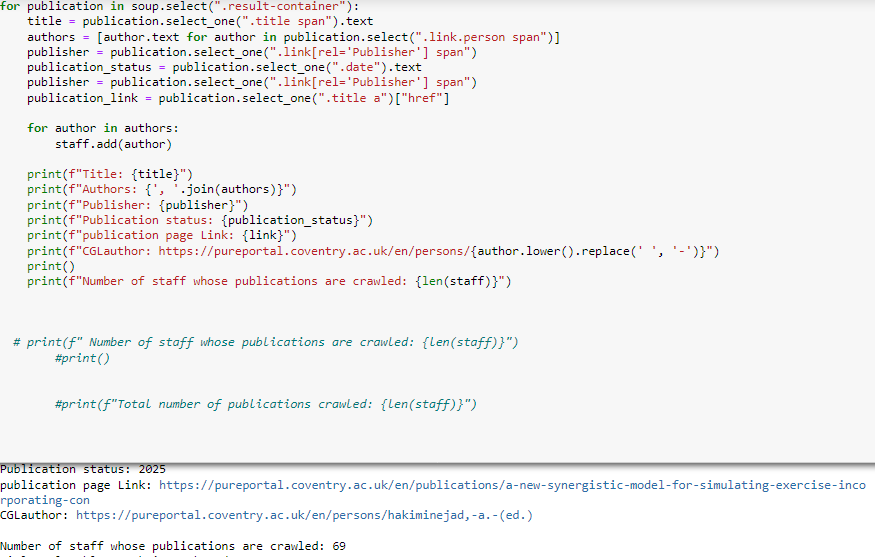 for publication in soup.select(".result-container"):
    title = publication.select_one(".title span").text
    authors = [author.text for author in publication.select(".link.person span")]
    publisher = publication.select_one(".link[rel='Publisher'] span")
    publication_status = publication.select_one(".date").text
    publisher = publication.select_one(".link[rel='Publisher'] span")
    publication_link = publication.select_one(".title a")["href"]
    for author in authors:
        staff.add(author)
    print(f"Title: {title}")
    print(f"Authors: {', '.join(authors)}")
    print(f"Publisher: {publisher}")
    print(f"Publication status: {publication_status}")
    print(f"publication page Link: {link}")
    print(f"CGLauthor: https://pureportal.coventry.ac.uk/en/persons/{author.lower().replace(' ', '-')}")
    print()
    print(f"Number of staff whose publications are crawled: {len(staff)}")
  # print(f" Number of staff whose publications are crawled: {len(staff)}")
        #print()
        #print(f"Total number of publications crawled: {len(staff)}")
Publication status: 2025
publication page Link: https://pureportal.coventry.ac.uk/en/publications/a-new-synergistic-model-for-simulating-exercise-inco
rporating-con
CGLauthor: https://pureportal.coventry.ac.uk/en/persons/hakiminejad,-a.-(ed.)
Number of staff whose publications are crawled: 69